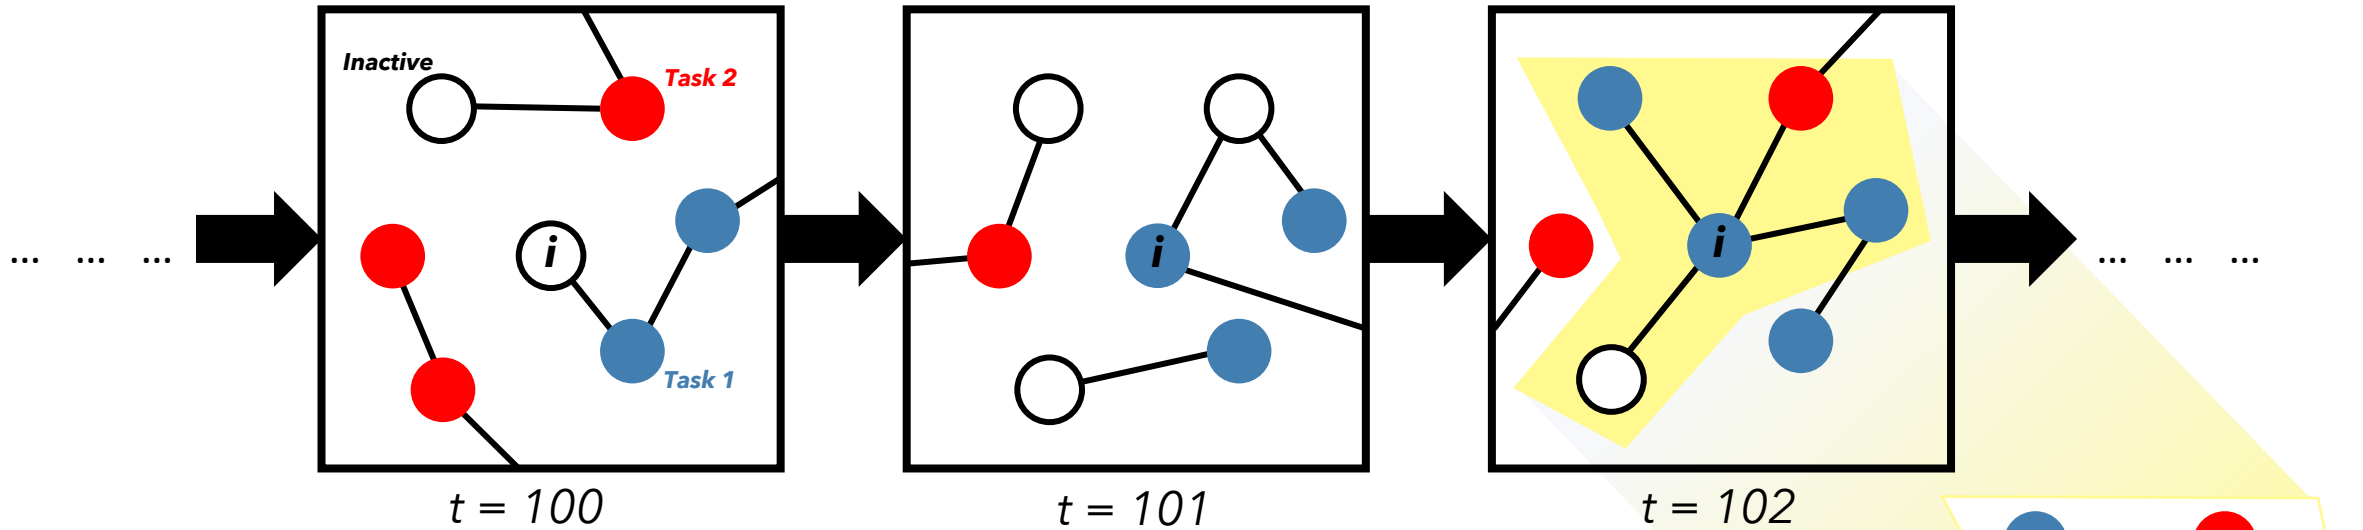 Inactive
Task 2
... ... ...
i
i
i
... ... ...
Task 1
t = 100
t = 101
t = 102